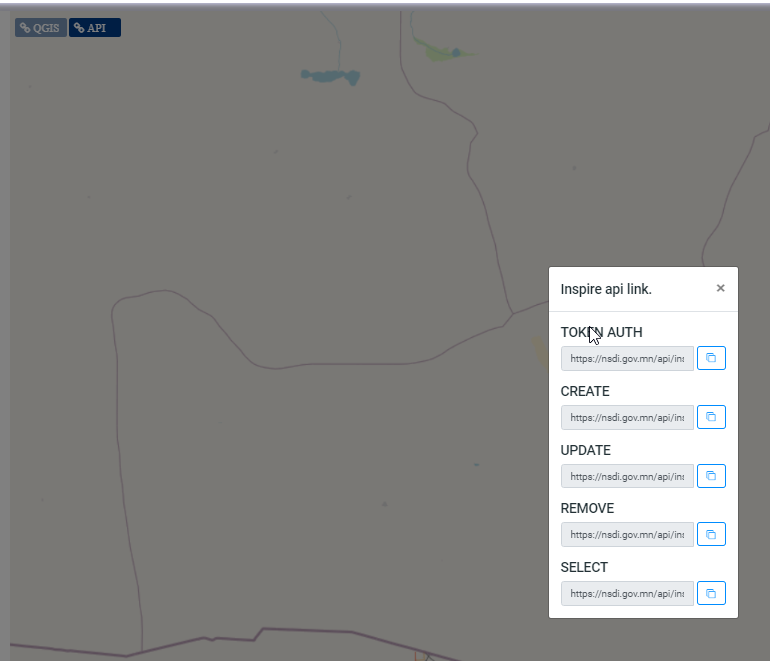 QGIS API
Inspire api link. ×
TOKEN AUTH
https://nsdi.gov.mn/api/ins
CREATE
https://nsdi.gov.mn/api/ins
UPDATE
https://nsdi.gov.mn/api/ins
REMOVE
https://nsdi.gov.mn/api/ins
SELECT
https://nsdi.gov.mn/api/ins